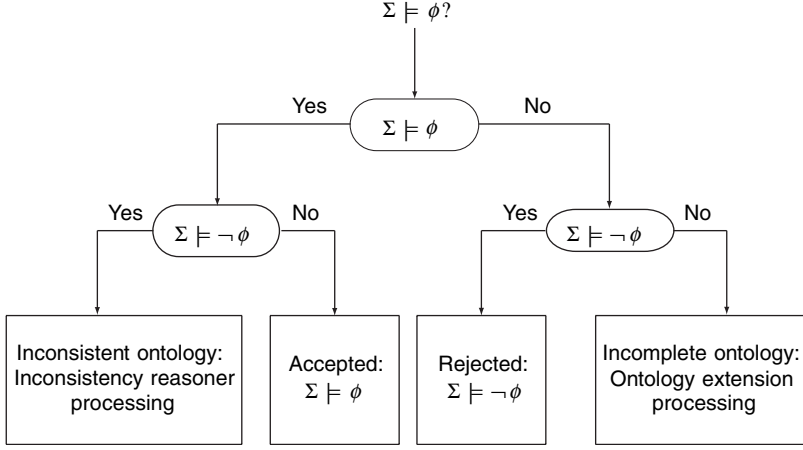 Σ ⊨ ϕ?
Yes
No
Σ ⊨ ϕ
Yes
No
Yes
No
Σ ⊨ ¬ ϕ
Σ ⊨ ¬ ϕ
Inconsistent ontology:
Inconsistency reasoner
processing
Accepted:
Σ ⊨ ϕ
Rejected:
Σ ⊨ ¬ ϕ
Incomplete ontology:
Ontology extension
processing